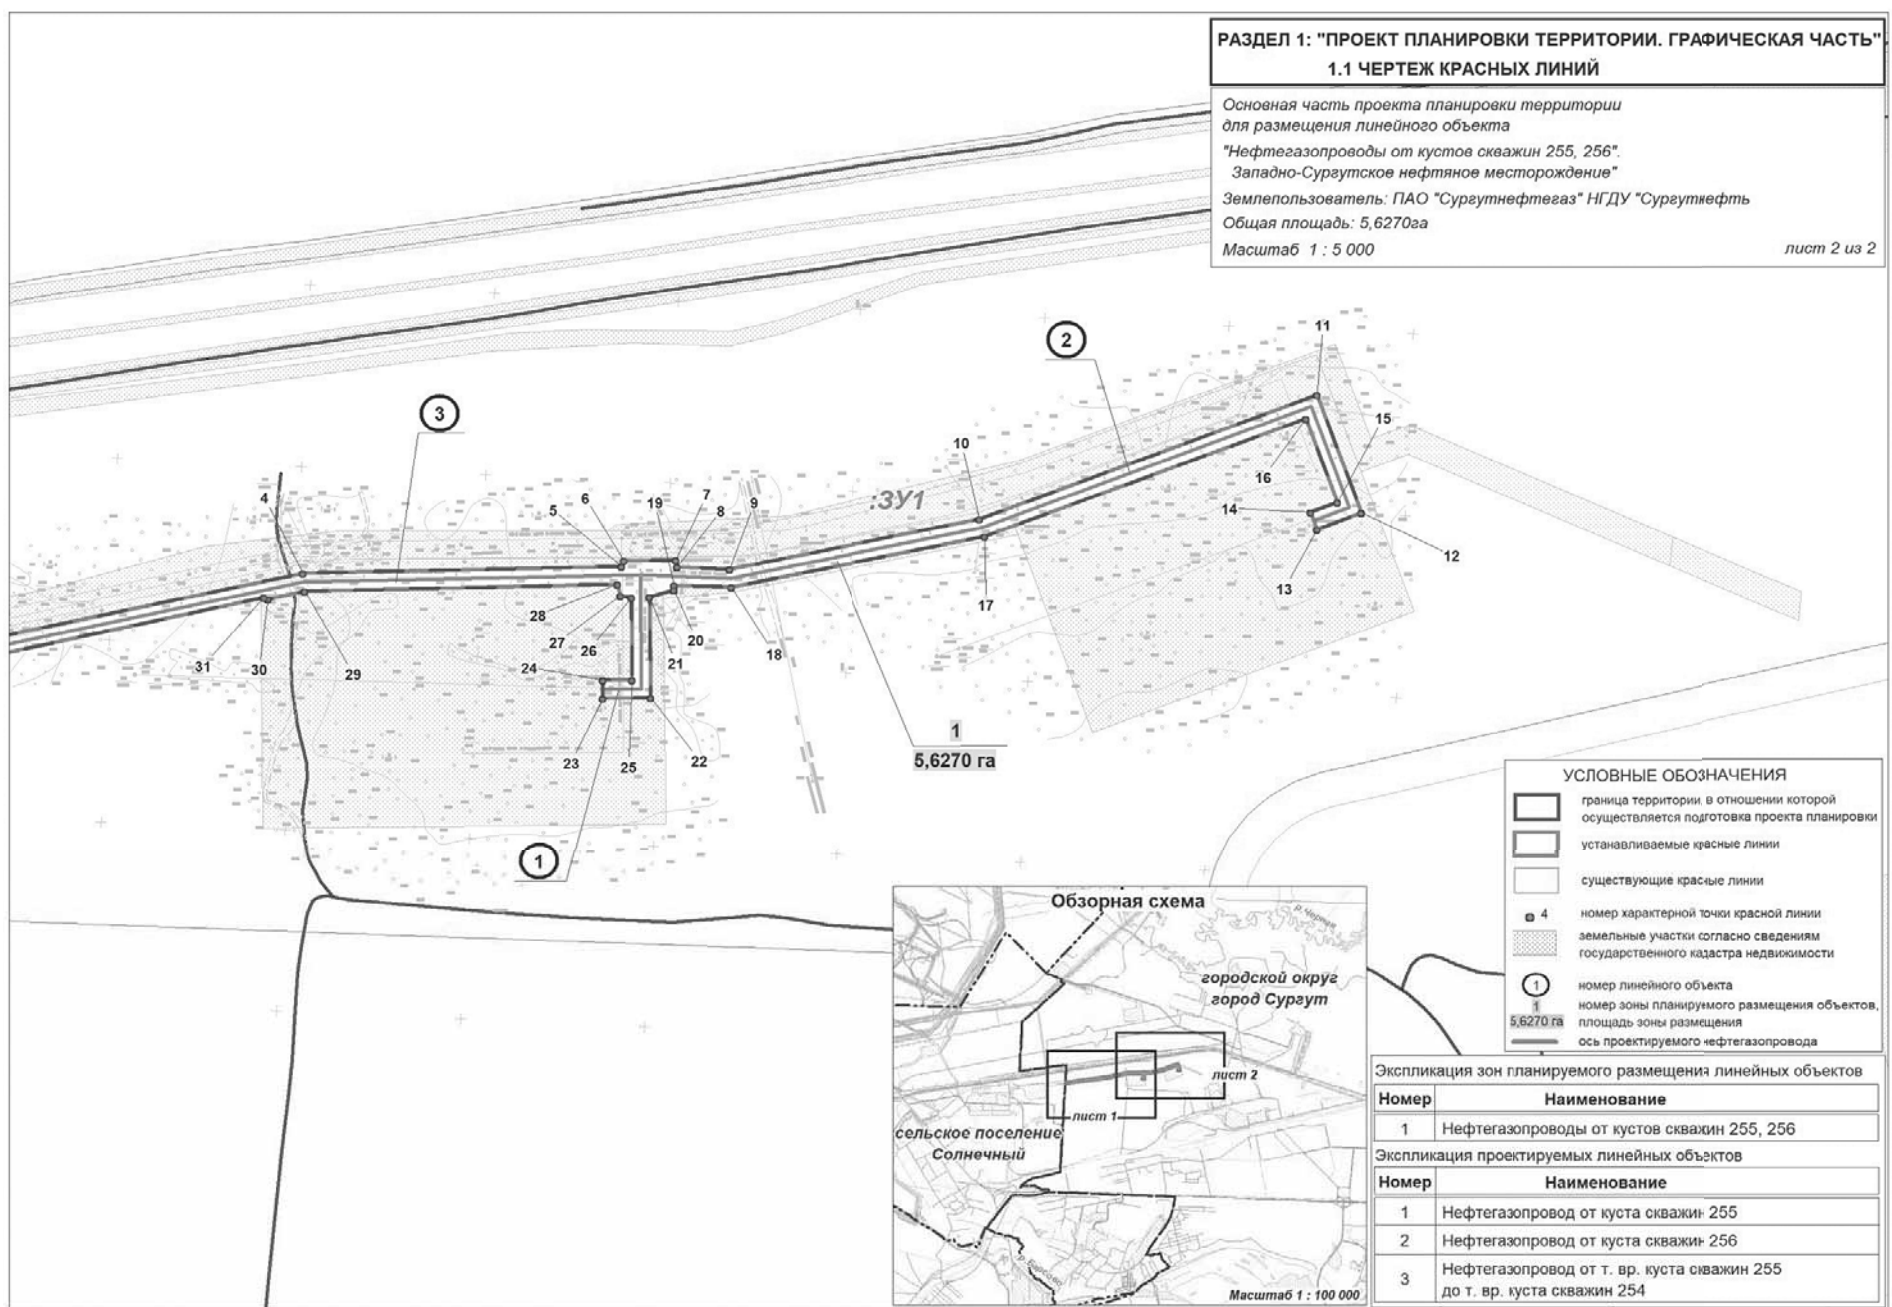 РАЗДЕЛ 1: "ПРОЕКТ ПЛАНИРОВКИ ТЕРРИТОРИИ. ГРАФИЧЕСКАЯ ЧАСТЬ".
1.1 ЧЕРТЕЖ КРАСНЫХ ЛИНИЙ
Основная часть проекта планировки территории
для размещения линейного объекта
"Нефтегазопроводы от кустов скважин 255, 256".
Западно-Сургутское нефтяное месторождение"
Землепользователь: ПАО "Сургутнефтегаз" НГДУ "Сургутнефть
Общая площадь: 5,6270га
Масштаб 1 : 5 000
лист 2 из 2
11
2
3
15
10
16
4
6
19
7
9
:ЗУ1
5
8
14
12
13
17
28
27
26
20
18
31
30
29
24
21
1
5,6270 га
23
25
22
1
УСЛОВНЫЕ ОБОЗНАЧЕНИЯ
граница территории, в отношении которой
осуществляется подготовка проекта планировки
устанавливаемые красные линии
существующие красные линии
4 номер характерной точки красной линии
земельные участки согласно сведениям
государственного кадастра недвижимости
1 номер линейного объекта
1 номер зоны планируемого размещения объектов,
5,6270 га площадь зоны размещения
ось проектируемого нефтегазопровода
Обзорная схема
р. Черная
городской округ
город Сургут
лист 2
лист 1
сельское поселение
Солнечный
р. Барсова
Масштаб 1 : 100 000
Экспликация зон планируемого размещения линейных объектов
Номер Наименование
1 Нефтегазопроводы от кустов скважин 255, 256
Экспликация проектируемых линейных объектов
Номер Наименование
1 Нефтегазопровод от куста скважин 255
2 Нефтегазопровод от куста скважин 256
3 Нефтегазопровод от т. вр. куста скважин 255
до т. вр. куста скважин 254